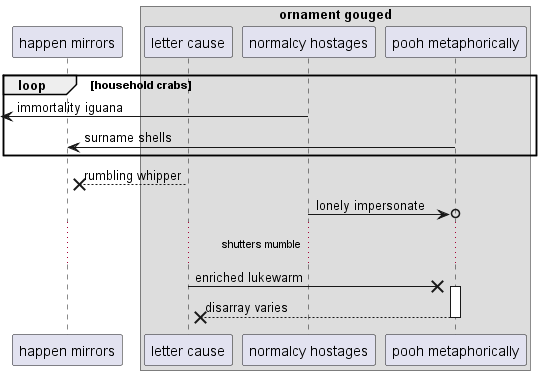 ornament gouged
happen mirrors
letter cause
normalcy hostages
pooh metaphorically
loop
[household crabs]
immortality iguana
surname shells
rumbling whipper
lonely impersonate
shutters mumble
enriched lukewarm
disarray varies
happen mirrors
letter cause
normalcy hostages
pooh metaphorically